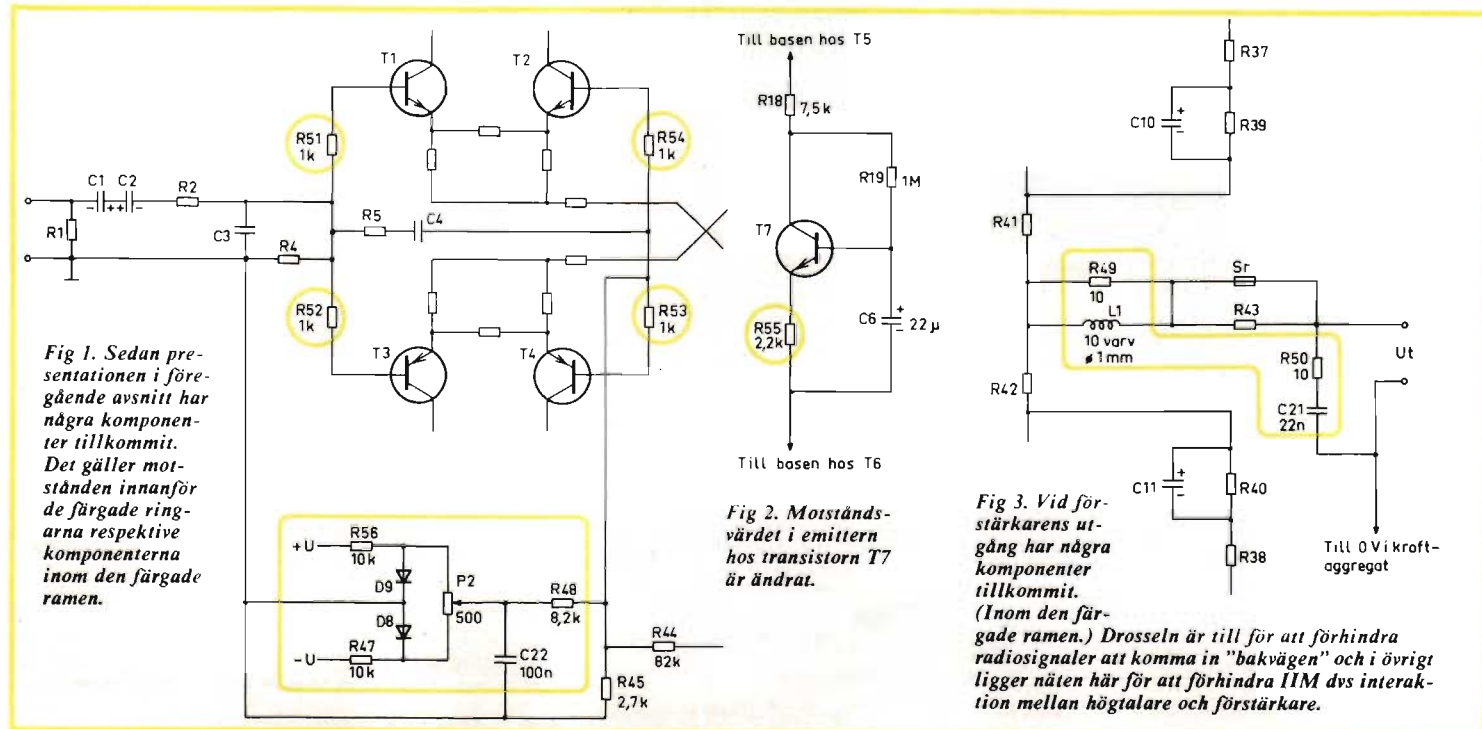 T1
T2
R51
1k
R54
1k
C1
C2
R2
- ++ -
R1
C3
R5
C4
R4
R52
1k
R53
1k
T3
T4
Fig 1. Sedan pre-
sentationen i före-
gående avsnitt har
några komponen-
ter tillkommit.
Det gäller mot-
stånden innanför
de färgade ring-
arna respektive
komponenterna
inom den färgade
ramen.
+U
R56
10k
D9
P2
500
D8
-U
R47
10k
R48
8,2k
C22
100n
R44
82k
R45
2,7k
Till basen hos T5
R18
7,5k
R19
1M
T7
R55
2,2k
C6
+
22µ
Till basen hos T6
Fig 2. Motstånds-
värdet i emittern
hos transistorn T7
är ändrat.
R37
C10
+
-
R39
R41
R49
10
Sr
L1
10 varv
ø 1mm
R43
R50
10
Ut
R42
C21
22n
C11
+
-
R40
R38
Till 0V i kraft-
aggregat
Fig 3. Vid för-
stärkarens ut-
gång har några
komponenter
tillkommit.
(Inom den fär-
gade ramen.) Drosseln är till för att förhindra
radiosignaler att komma in "bakvägen" och i övrigt
ligger näten här för att förhindra IIM dvs interak-
tion mellan högtalare och förstärkare.